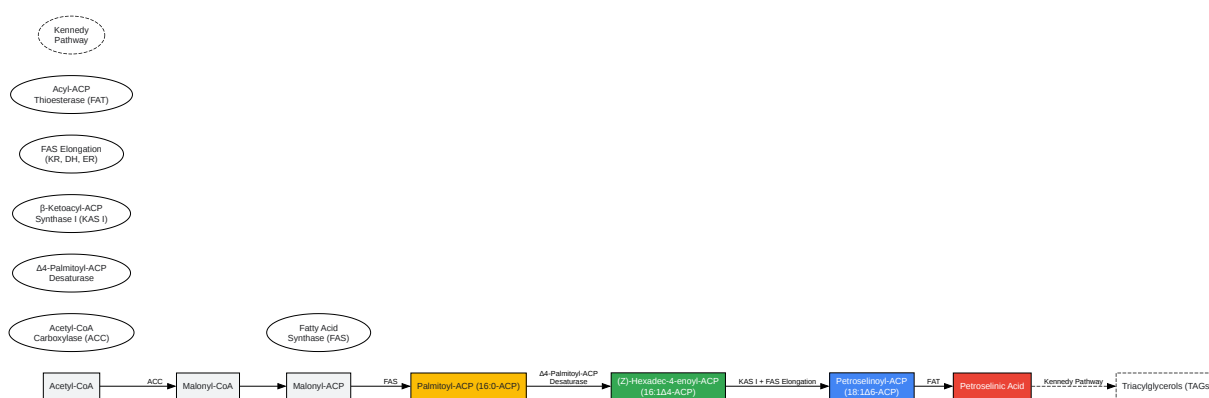 Kennedy
Pathway
Acyl-ACP
Thioesterase (FAT)
FAS Elongation
(KR, DH, ER)
β-Ketoacyl-ACP
Synthase I (KAS I)
Δ4-Palmitoyl-ACP
Desaturase
Acetyl-CoA
Carboxylase (ACC)
Fatty Acid
Synthase (FAS)
Acetyl-CoA
ACC
Malonyl-CoA
Malonyl-ACP
FAS
Palmitoyl-ACP (16:0-ACP)
Δ4-Palmitoyl-ACP
Desaturase
(Z)-Hexadec-4-enoyl-ACP
(16:1Δ4-ACP)
KAS I + FAS Elongation
Petroselinoyl-ACP
(18:1Δ6-ACP)
FAT
Petroselinic Acid
Kennedy Pathway
Triacylglycerols (TAGs